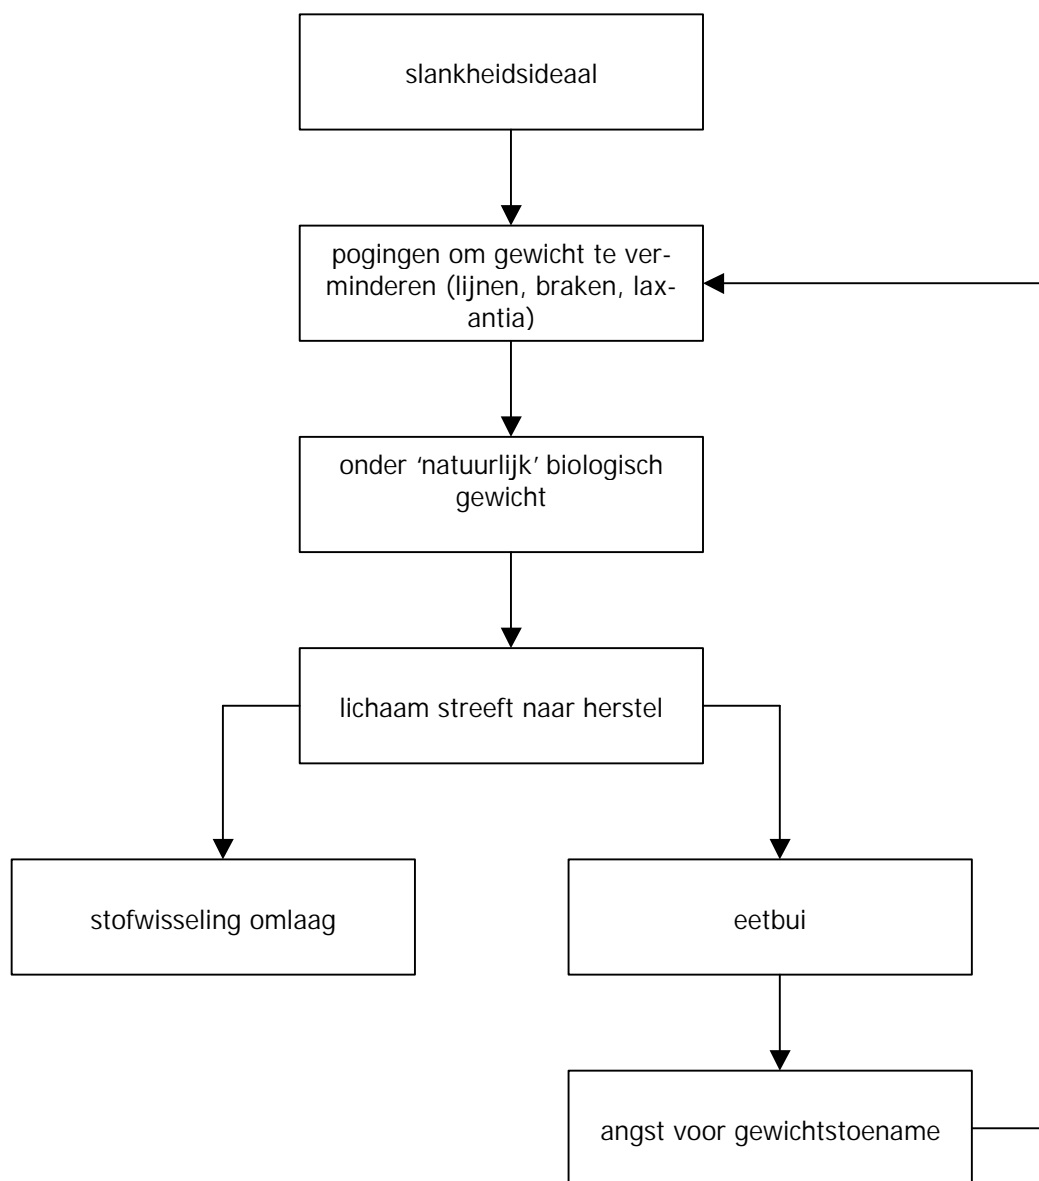 slankheidsideaal
pogingen om gewicht te ver-
minderen (lijnen, braken, lax-
antia)
onder ‘natuurlijk’ biologisch
gewicht
lichaam streeft naar herstel
stofwisseling omlaag
eetbui
angst voor gewichtstoename